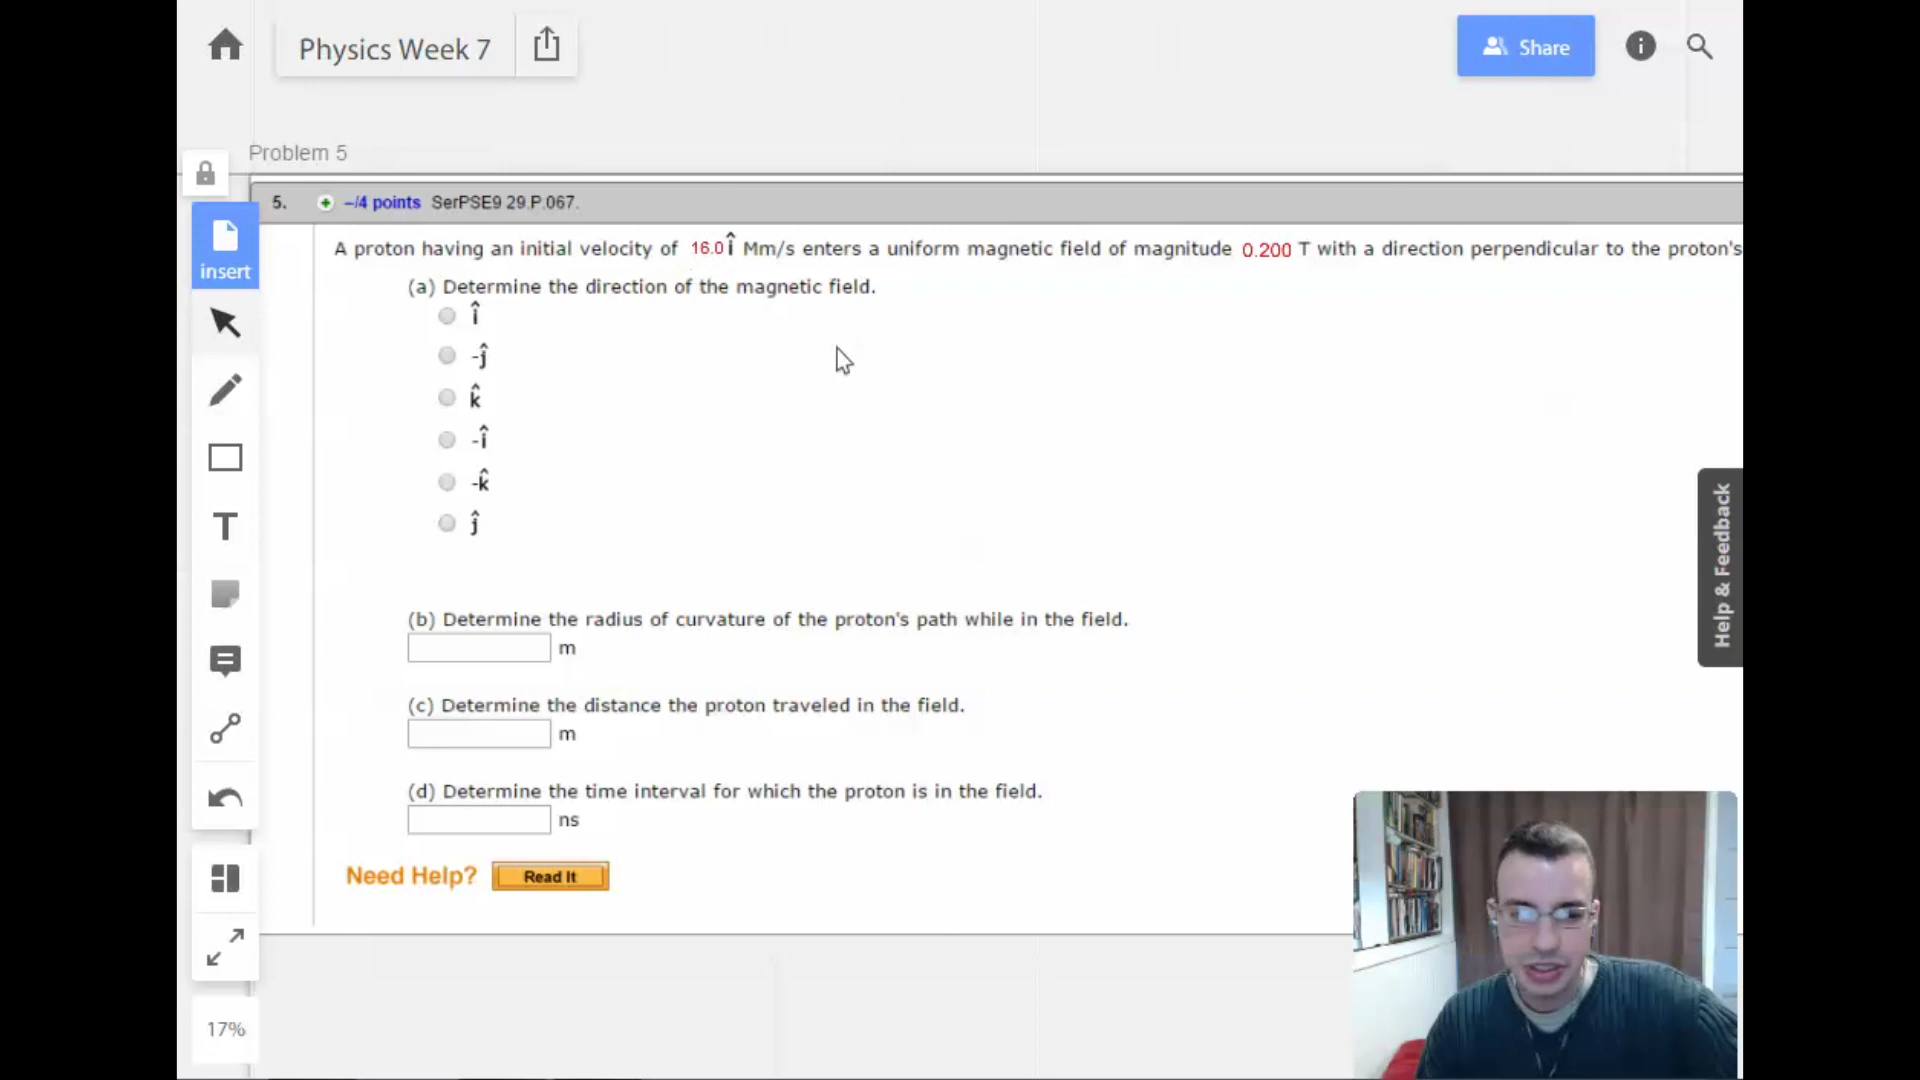 Physics Week 7
Share
Problem 5
5. -/4 points SerPSE9 29.P.067.
A proton having an initial velocity of 16.0 î Mm/s enters a uniform magnetic field of magnitude 0.200 T with a direction perpendicular to the proton's
(a) Determine the direction of the magnetic field.
î
-ĵ
k̂
-î
-k̂
ĵ
(b) Determine the radius of curvature of the proton's path while in the field.
m
(c) Determine the distance the proton traveled in the field.
m
(d) Determine the time interval for which the proton is in the field.
ns
Need Help? Read It
insert
T
17%
Help & Feedback